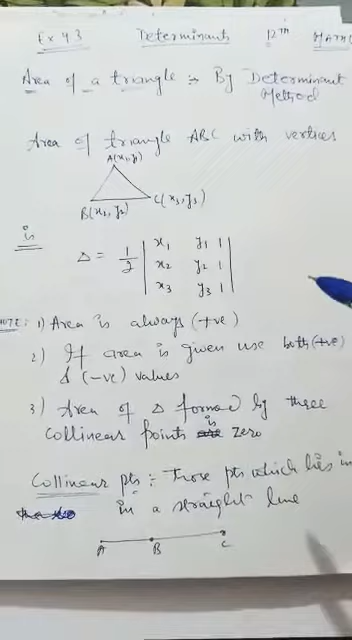 Ex 4.3 Determinants 12th Maths
Area of a triangle :- By Determinant
Method
Area of triangle ABC with vertices
A(x1, y1)
B(x2, y2) C(x3, y3)
is
Δ = 1/2 | x1 y1 1 |
| x2 y2 1 |
| x3 y3 1 |
NOTE: 1) Area is always (+ve)
2) If area is given use both (+ve)
& (-ve) values
3) Area of Δ formed by three
collinear points is zero
Collinear pts :- Those pts which lies in
in a straight line
A B C